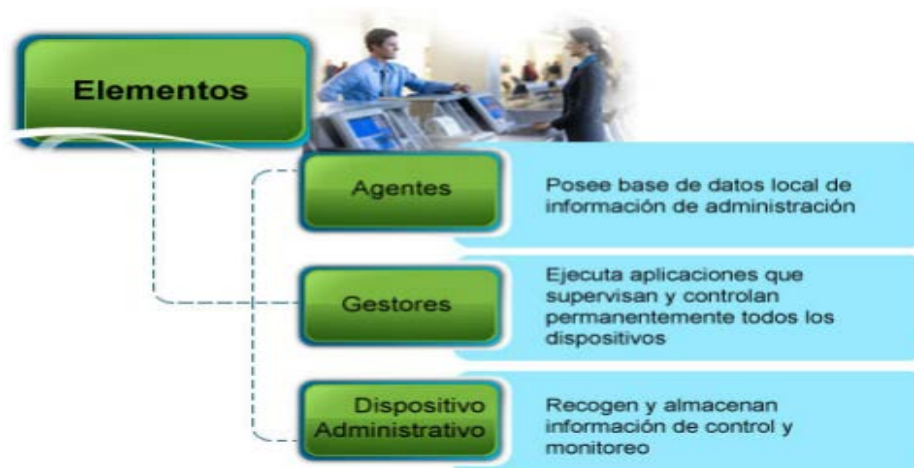 Elementos
Agentes
Posee base de datos local de
información de administración
Gestores
Ejecuta aplicaciones que
supervisan y controlan
permanentemente todos los
dispositivos
Dispositivo
Administrativo
Recogen y almacenan
información de control y
monitoreo